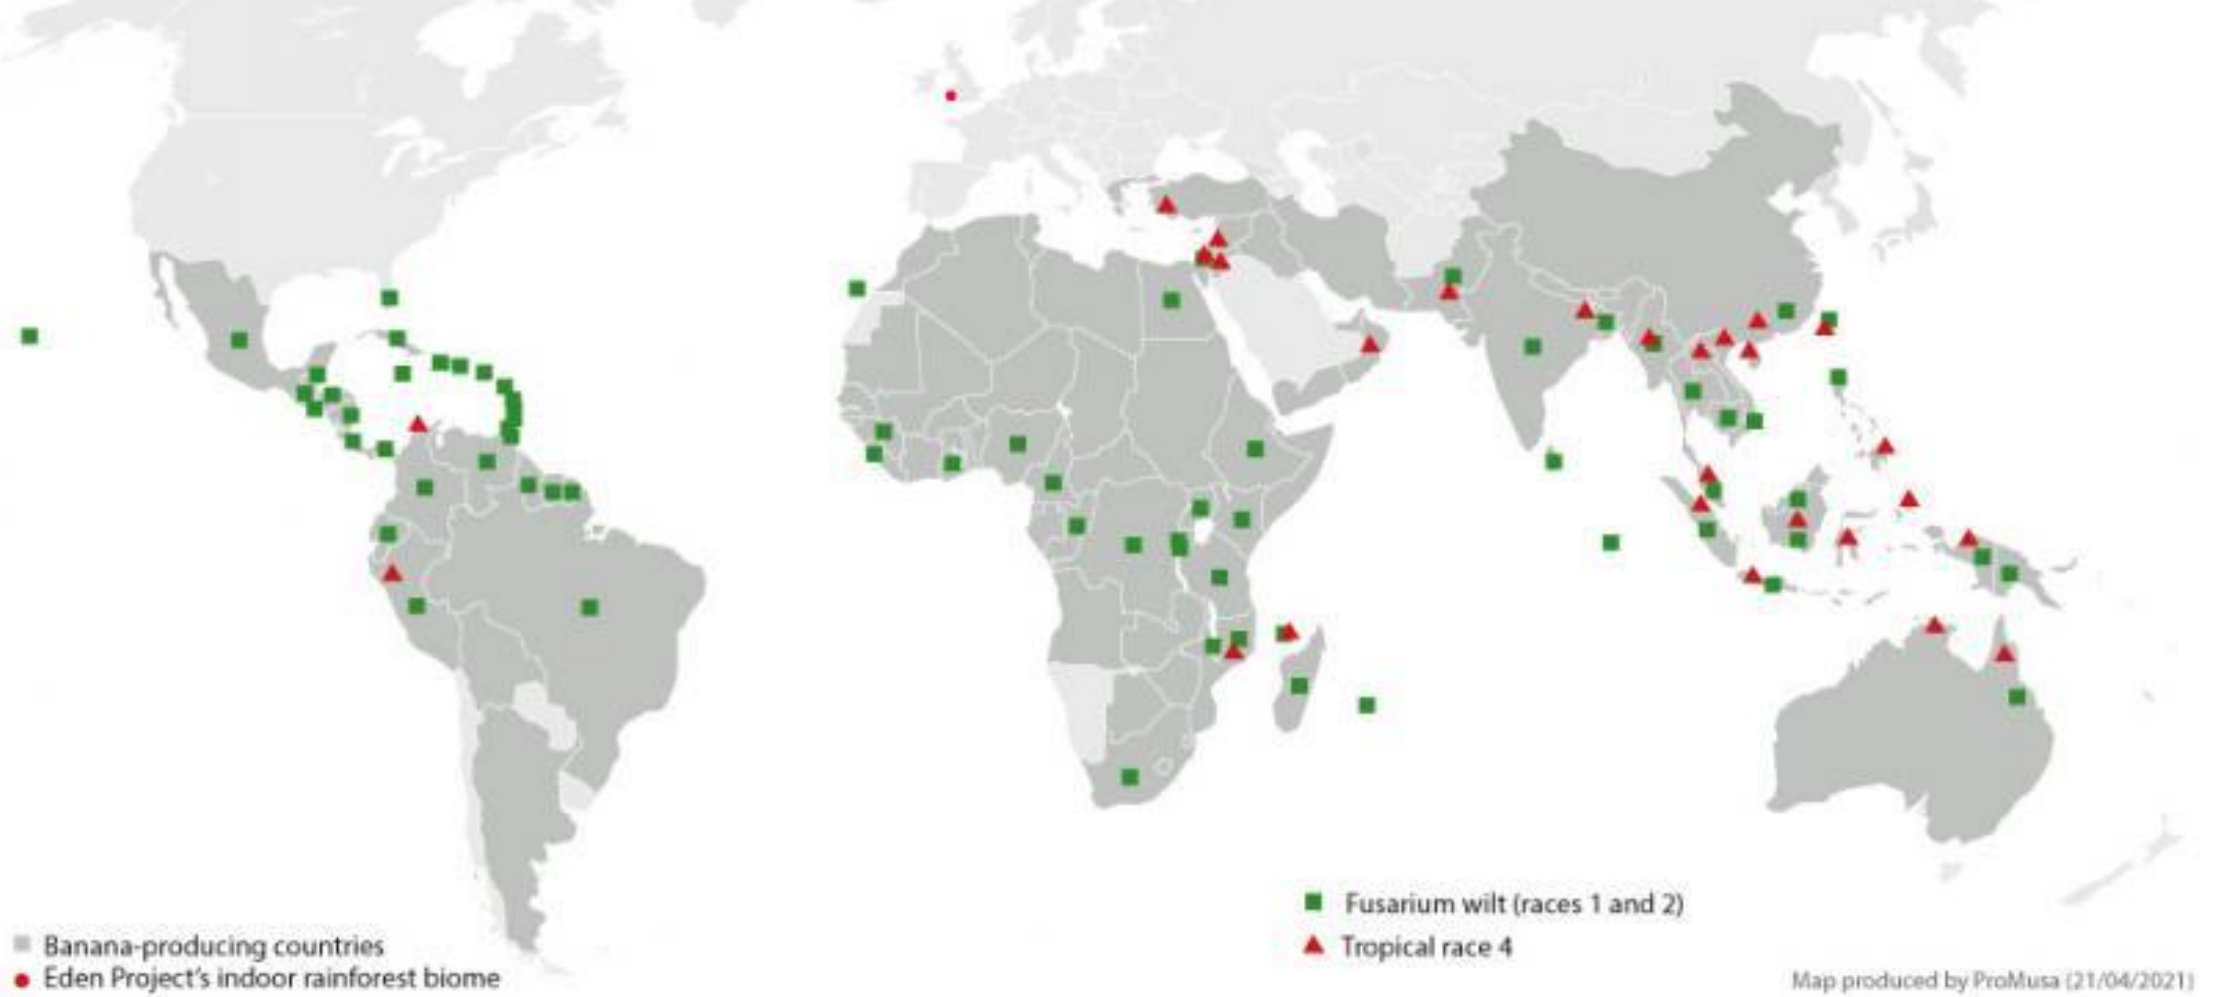 Fusarium wilt (races 1 and 2)
Tropical race 4
Banana-producing countries
Eden Project's indoor rainforest biome
Map produced by ProMusa (21/04/2021)